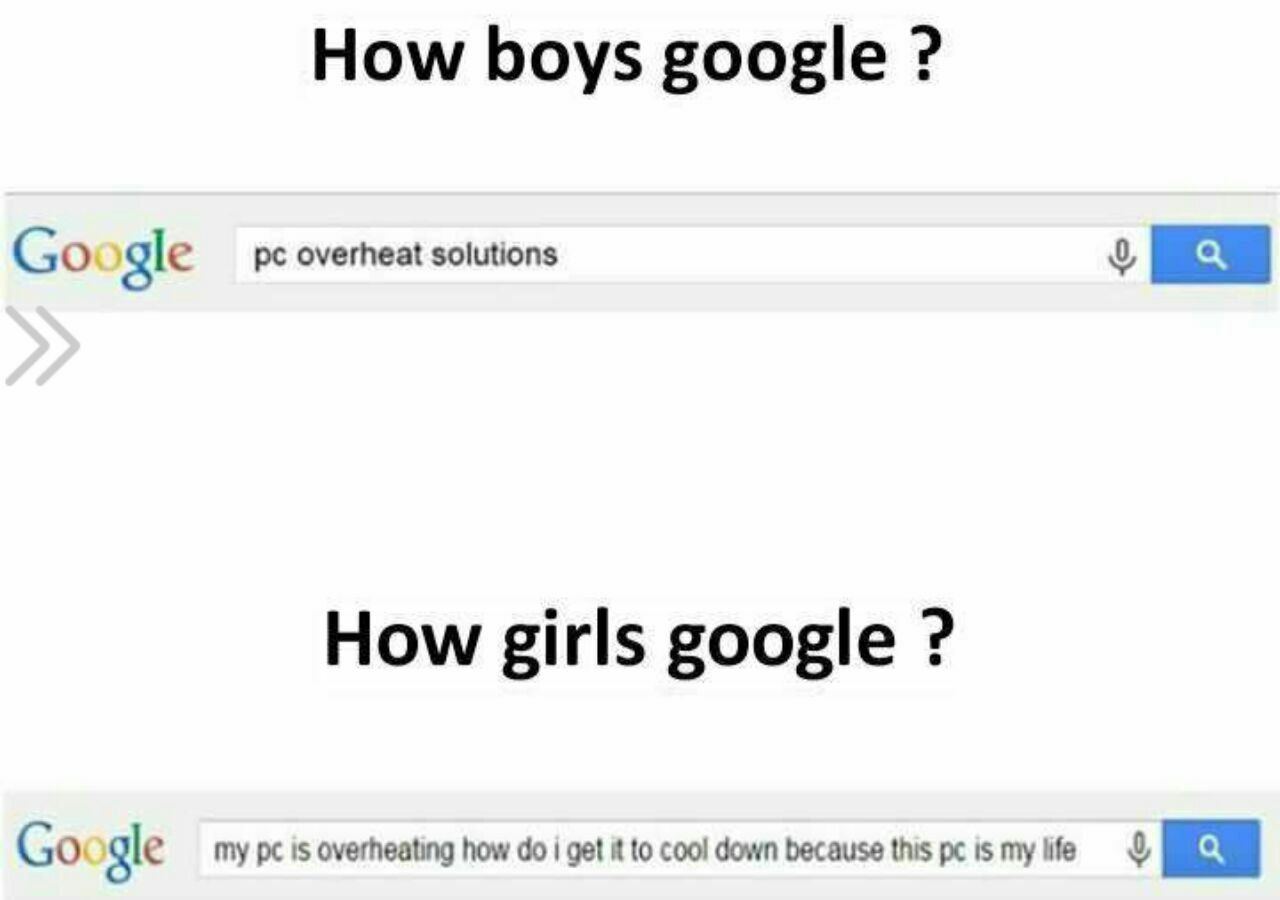 How boys google ?
Google pc overheat solutions
How girls google ?
Google my pc is overheating how do i get it to cool down because this pc is my life